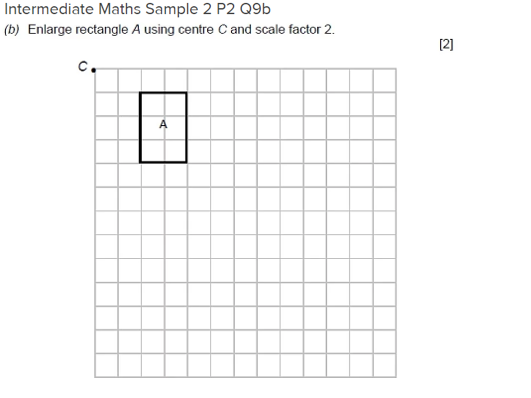 Intermediate Maths Sample 2 P2 Q9b
(b) Enlarge rectangle A using centre C and scale factor 2.
[2]
C
A